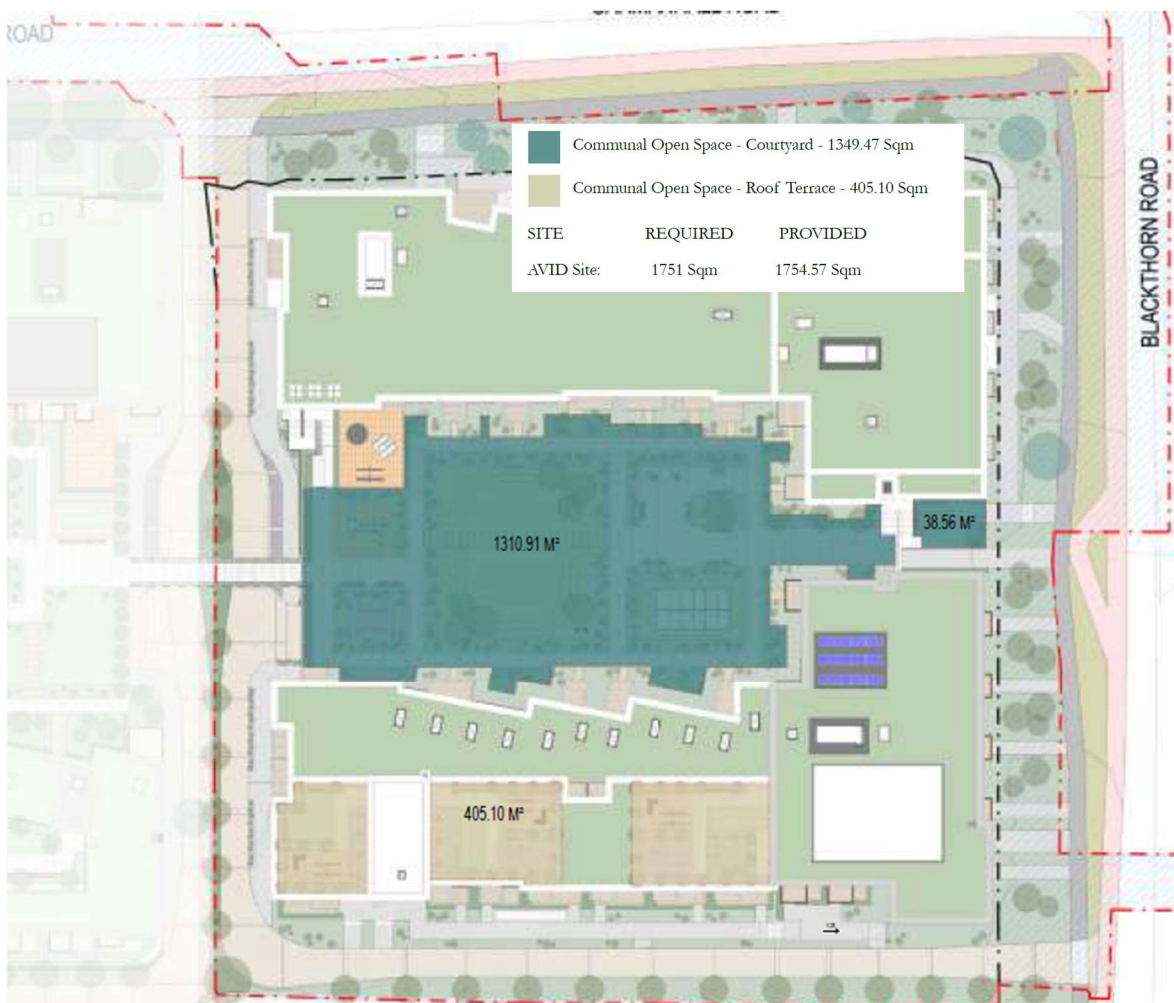 ROAD
Communal Open Space - Courtyard - 1349.47 Sqm
Communal Open Space - Roof Terrace - 405.10 Sqm
SITE REQUIRED PROVIDED
AVID Site: 1751 Sqm 1754.57 Sqm
BLACKTHORN ROAD
1310.91 M²
38.56 M²
405.10 M²